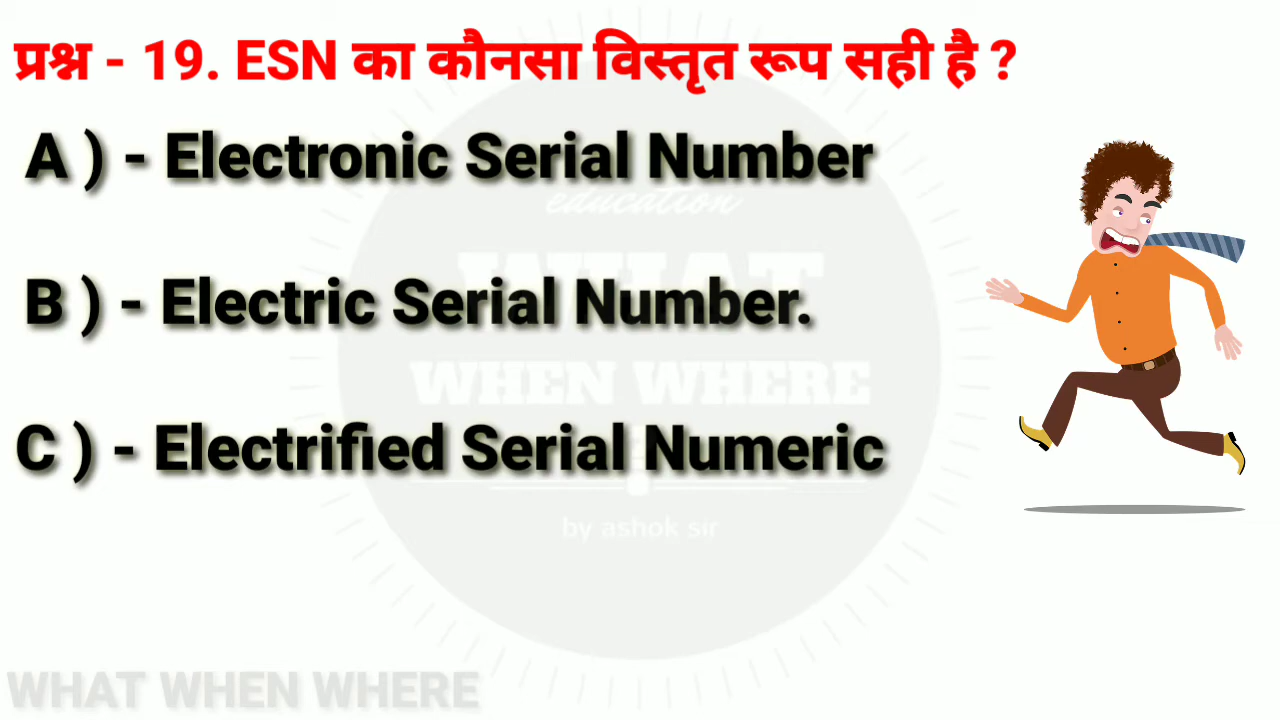 प्रश्न - 19. ESN का कौनसा विस्तृत रूप सही है ?
A ) - Electronic Serial Number
education
WHAT
B ) - Electric Serial Number.
WHEN WHERE
C ) - Electrified Serial Numeric
by ashok sir
WHAT WHEN WHERE